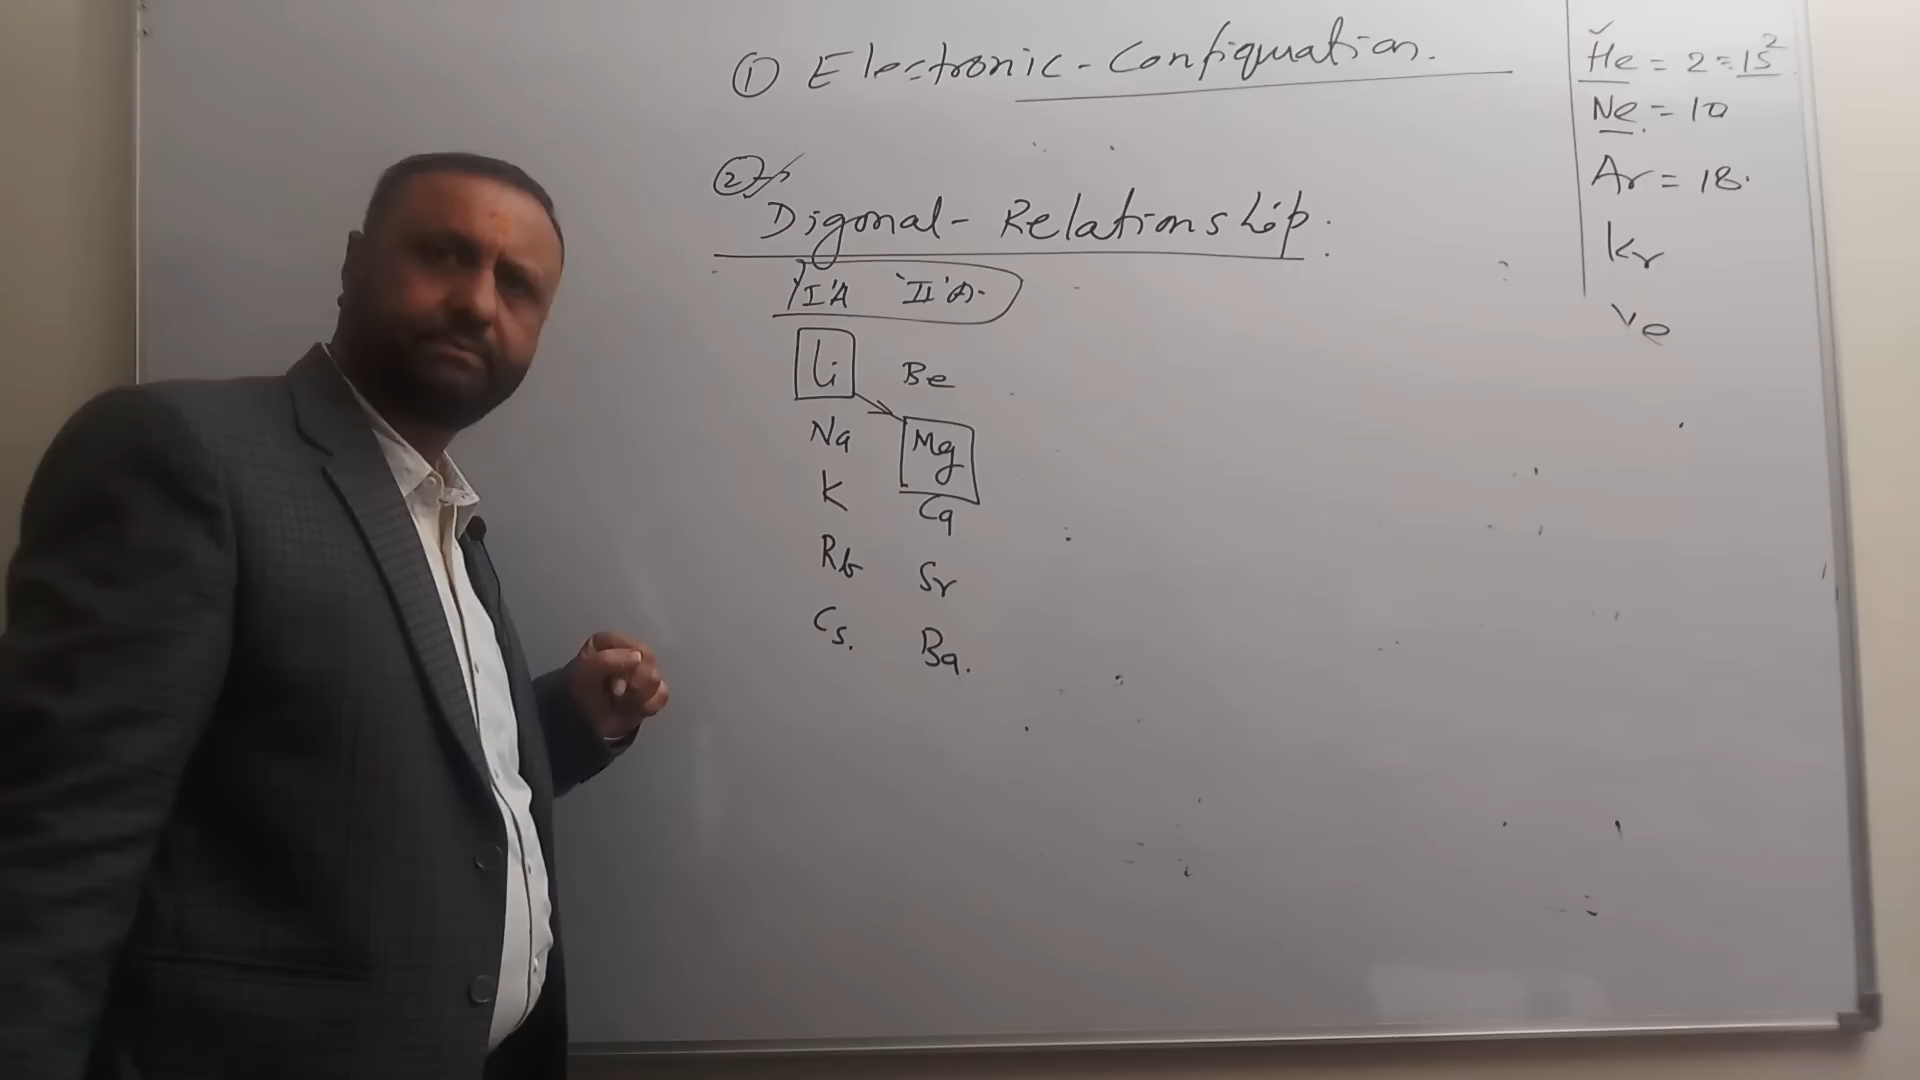 ① Electronic-Configuration.
②
Digonal-Relationship.
I'A II'A.
Li Be
Na Mg
K Ca
Rb Sr
Cs. Ba.
He = 2 = 1S²
Ne. = 10
Ar = 18.
Kr